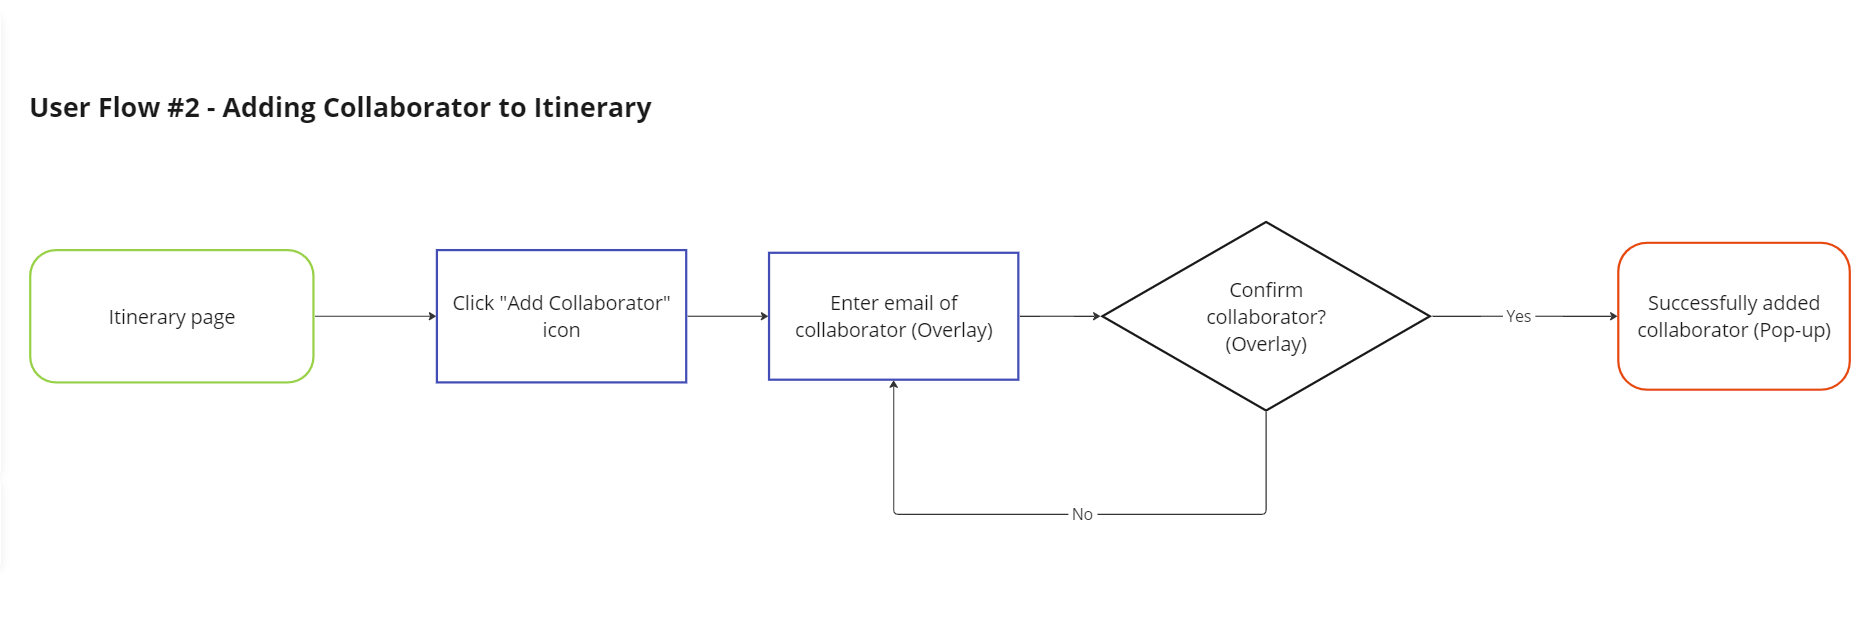 User Flow #2 - Adding Collaborator to Itinerary
Itinerary page
Click "Add Collaborator"
icon
Enter email of
collaborator (Overlay)
Confirm
collaborator?
(Overlay)
Yes
Successfully added
collaborator (Pop-up)
No